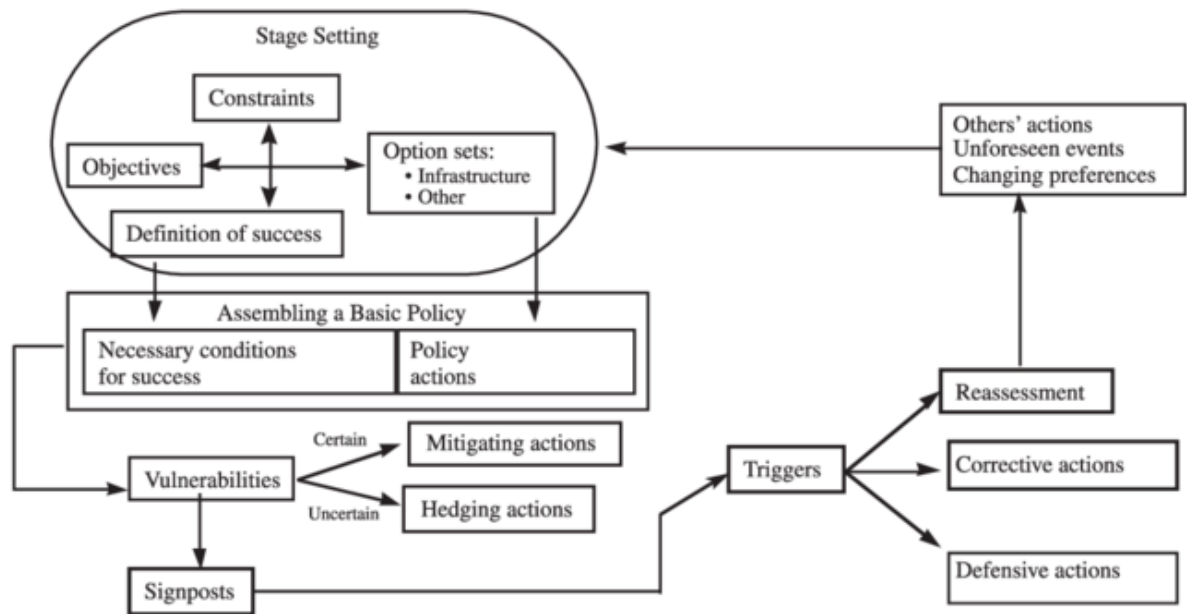 Stage Setting
Constraints
Objectives
Option sets:
• Infrastructure
• Other
Definition of success
Others’ actions
Unforeseen events
Changing preferences
Assembling a Basic Policy
Necessary conditions
for success
Policy
actions
Reassessment
Certain
Mitigating actions
Vulnerabilities
Triggers
Corrective actions
Uncertain
Hedging actions
Signposts
Defensive actions